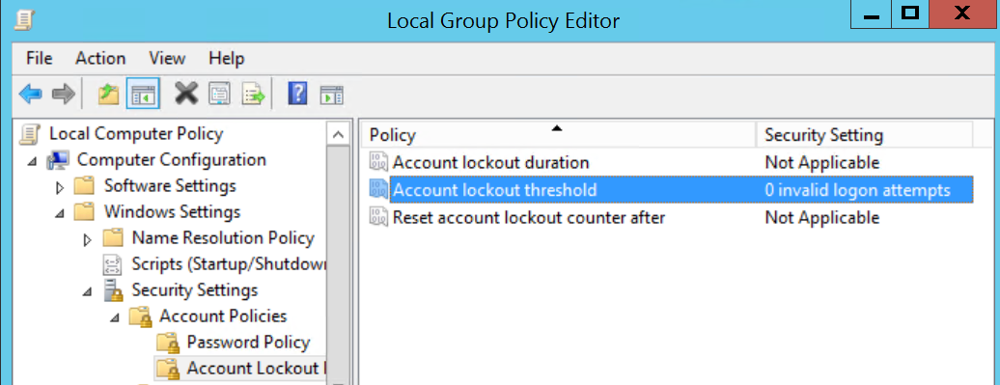 Local Group Policy Editor
File Action View Help
Local Computer Policy
Computer Configuration
Software Settings
Windows Settings
Name Resolution Policy
Scripts (Startup/Shutdow
Security Settings
Account Policies
Password Policy
Account Lockout
Policy Security Setting
Account lockout duration Not Applicable
Account lockout threshold 0 invalid logon attempts
Reset account lockout counter after Not Applicable